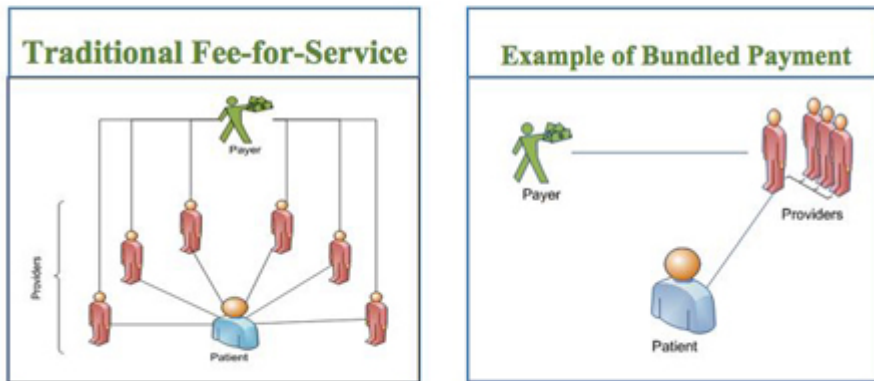 Traditional Fee-for-Service
Payer
Providers
Patient
Example of Bundled Payment
Payer
Providers
Patient